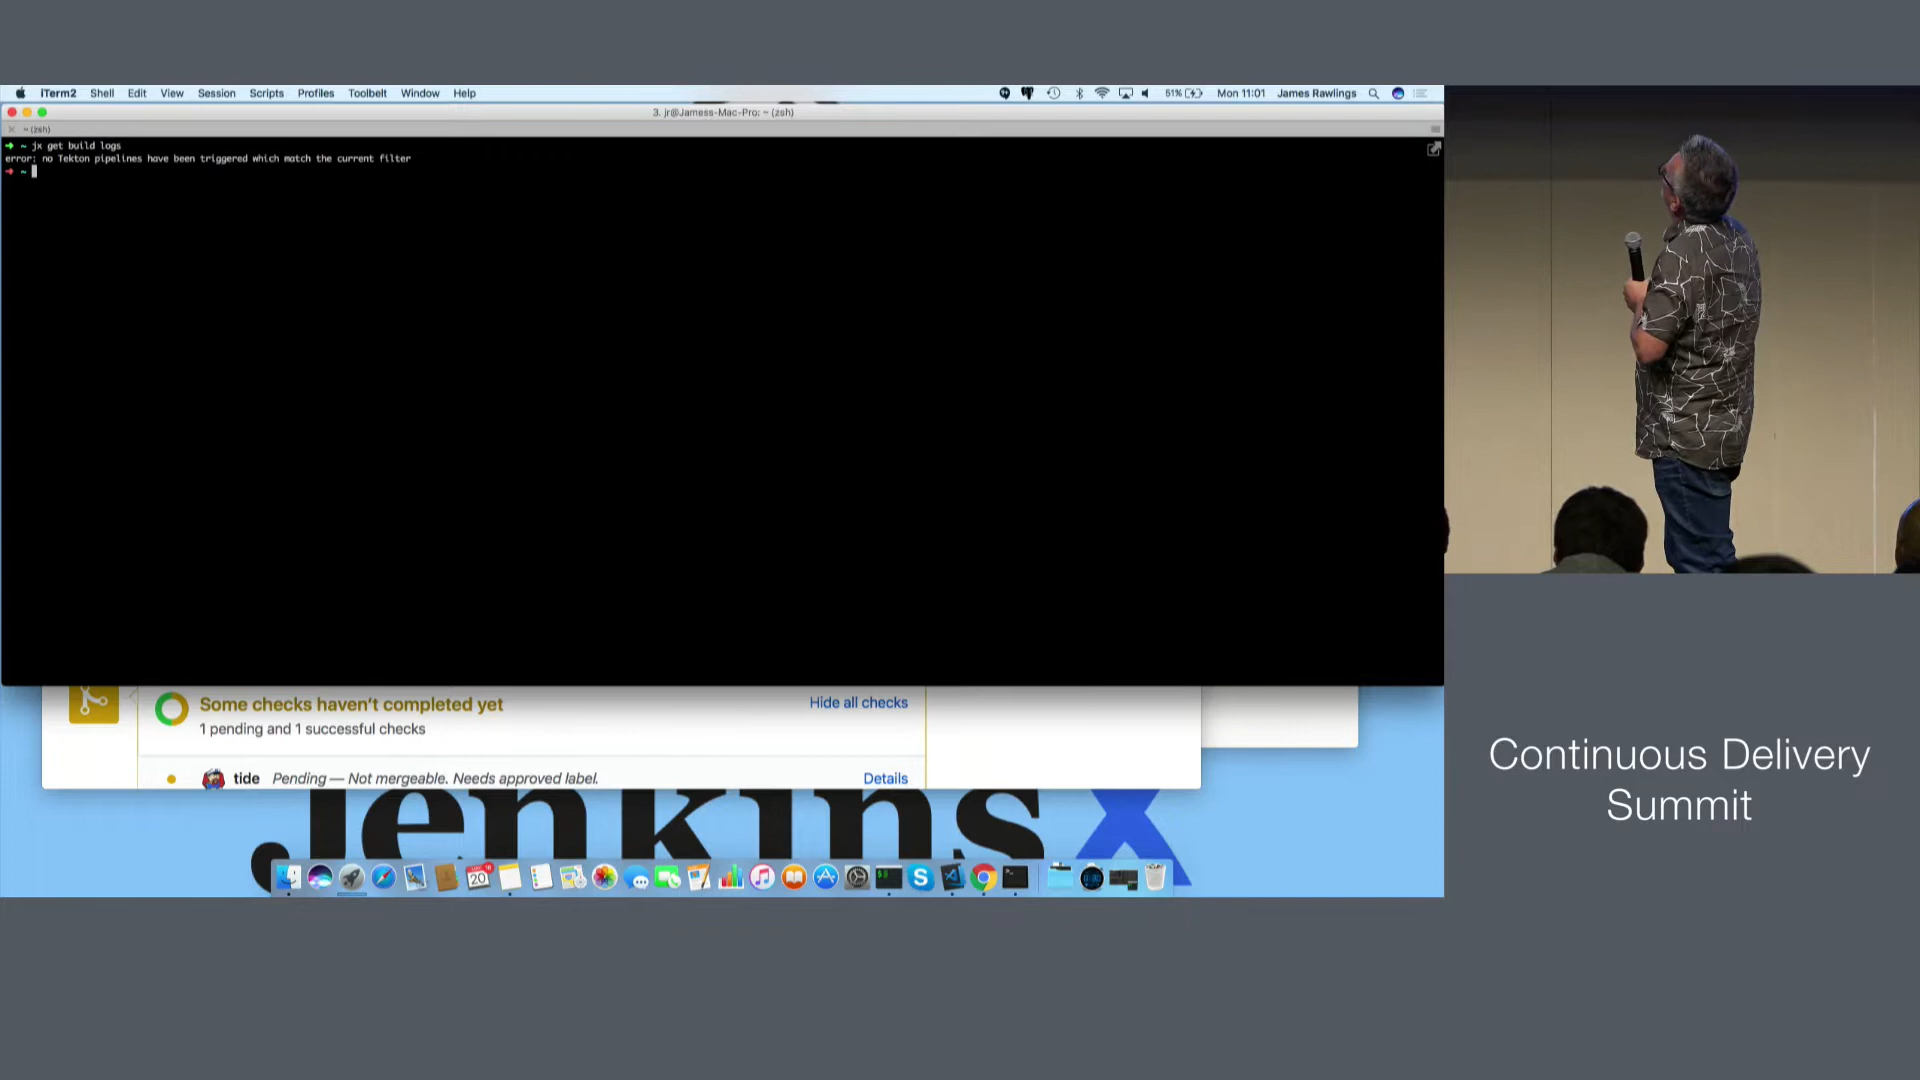 iTerm2 Shell Edit View Session Scripts Profiles Toolbelt Window Help
51% Mon 11:01 James Rawlings
3. jr@Jamess-Mac-Pro: ~ (zsh)
~ (zsh)
➜ ~ jx get build logs
error: no Tekton pipelines have been triggered which match the current filter
➜ ~
Some checks haven't completed yet
Hide all checks
1 pending and 1 successful checks
tide Pending — Not mergeable. Needs approved label.
Details
Jenkins X
20
Continuous Delivery
Summit